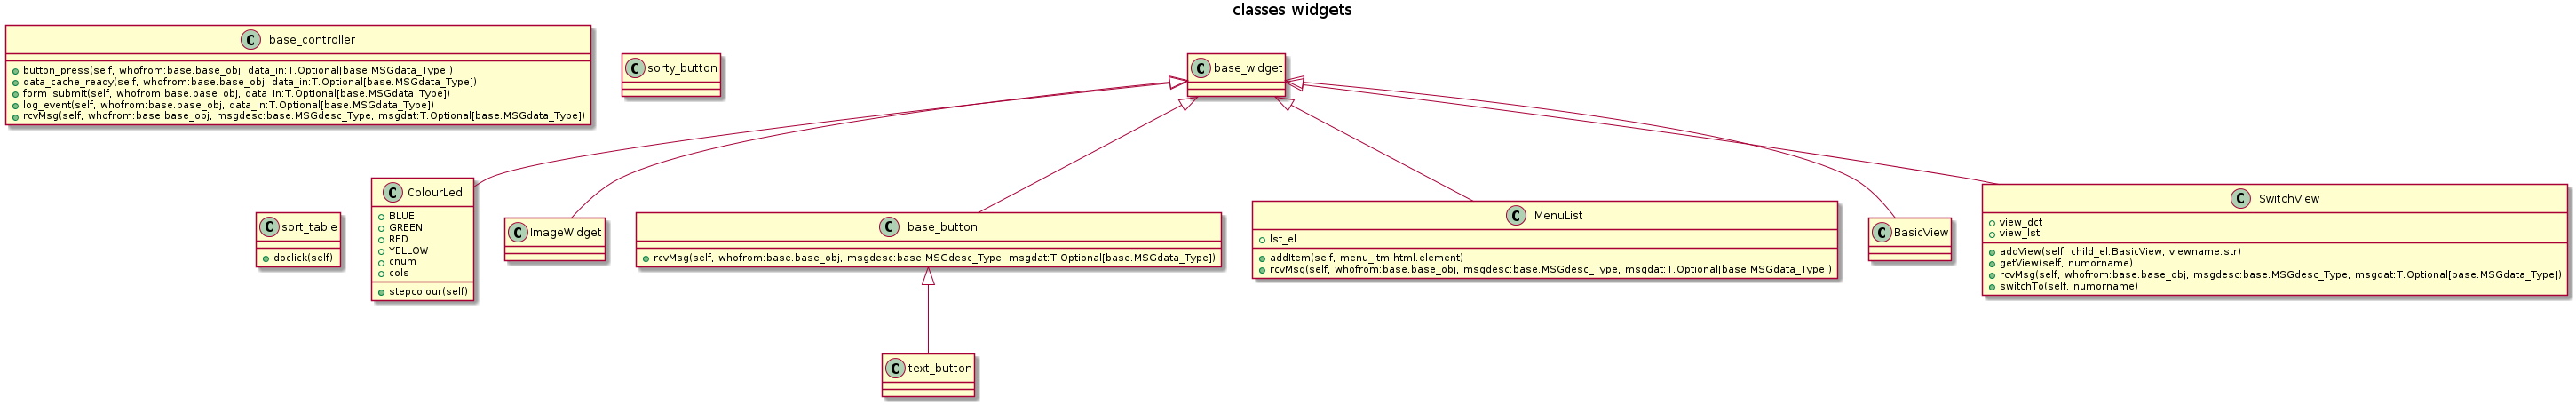 classes widgets
C base_controller
button_press(self, whofrom:base.base_obj, data_in:T.Optional[base.MSGdata_Type])
data_cache_ready(self, whofrom:base.base_obj, data_in:T.Optional[base.MSGdata_Type])
form_submit(self, whofrom:base.base_obj, data_in:T.Optional[base.MSGdata_Type])
log_event(self, whofrom:base.base_obj, data_in:T.Optional[base.MSGdata_Type])
rcvMsg(self, whofrom:base.base_obj, msgdesc:base.MSGdesc_Type, msgdat:T.Optional[base.MSGdata_Type])
C sorty_button
C base_widget
C sort_table
doclick(self)
C ColourLed
BLUE
GREEN
RED
YELLOW
cnum
cols
stepcolour(self)
C ImageWidget
C base_button
rcvMsg(self, whofrom:base.base_obj, msgdesc:base.MSGdesc_Type, msgdat:T.Optional[base.MSGdata_Type])
C MenuList
lst_el
addItem(self, menu_itm:html.element)
rcvMsg(self, whofrom:base.base_obj, msgdesc:base.MSGdesc_Type, msgdat:T.Optional[base.MSGdata_Type])
C BasicView
C SwitchView
view_dct
view_lst
addView(self, child_el:BasicView, viewname:str)
getView(self, numorname)
rcvMsg(self, whofrom:base.base_obj, msgdesc:base.MSGdesc_Type, msgdat:T.Optional[base.MSGdata_Type])
switchTo(self, numorname)
C text_button